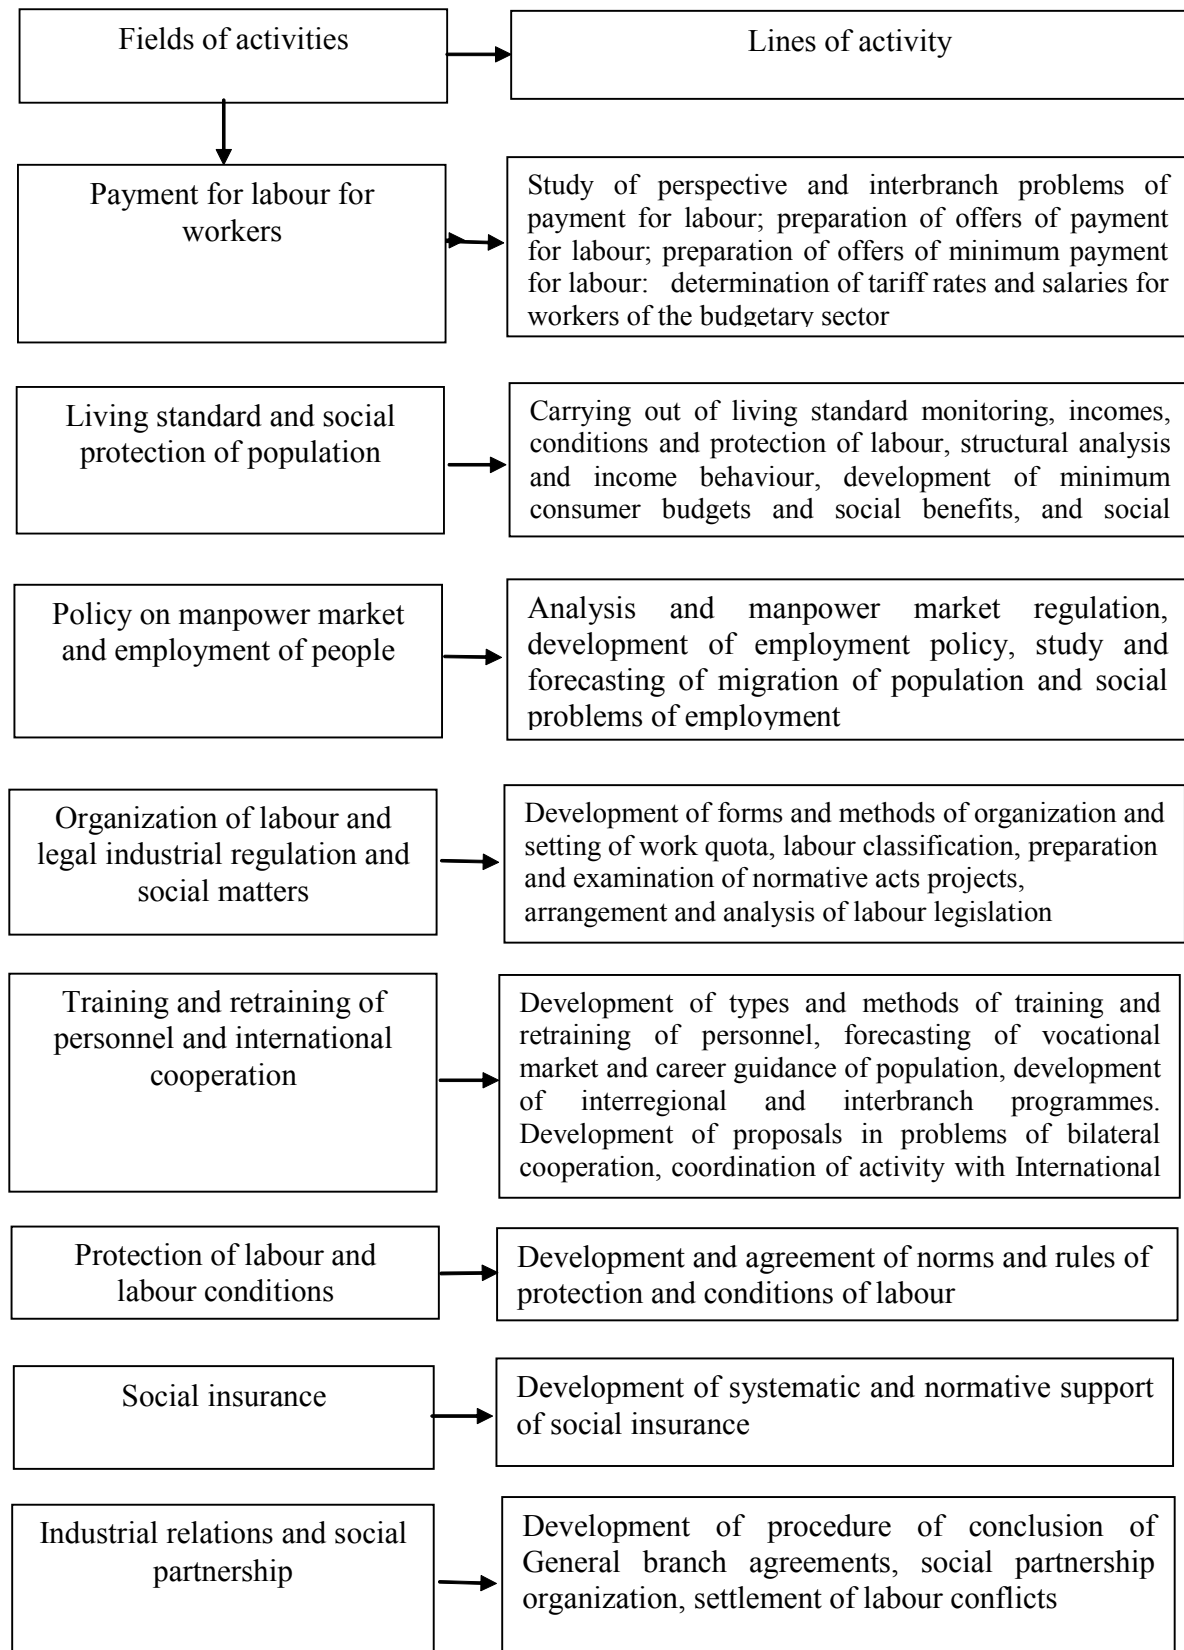 Fields of activities
Lines of activity
Payment for labour for
workers
Study of perspective and interbranch problems of
payment for labour; preparation of offers of payment
for labour; preparation of offers of minimum payment
for labour: determination of tariff rates and salaries for
workers of the budgetary sector
Living standard and social
protection of population
Carrying out of living standard monitoring, incomes,
conditions and protection of labour, structural analysis
and income behaviour, development of minimum
consumer budgets and social benefits, and social
Policy on manpower market
and employment of people
Analysis and manpower market regulation,
development of employment policy, study and
forecasting of migration of population and social
problems of employment
Organization of labour and
legal industrial regulation and
social matters
Development of forms and methods of organization and
setting of work quota, labour classification, preparation
and examination of normative acts projects,
arrangement and analysis of labour legislation
Training and retraining of
personnel and international
cooperation
Development of types and methods of training and
retraining of personnel, forecasting of vocational
market and career guidance of population, development
of interregional and interbranch programmes.
Development of proposals in problems of bilateral
cooperation, coordination of activity with International
Protection of labour and
labour conditions
Development and agreement of norms and rules of
protection and conditions of labour
Social insurance
Development of systematic and normative support
of social insurance
Industrial relations and social
partnership
Development of procedure of conclusion of
General branch agreements, social partnership
organization, settlement of labour conflicts